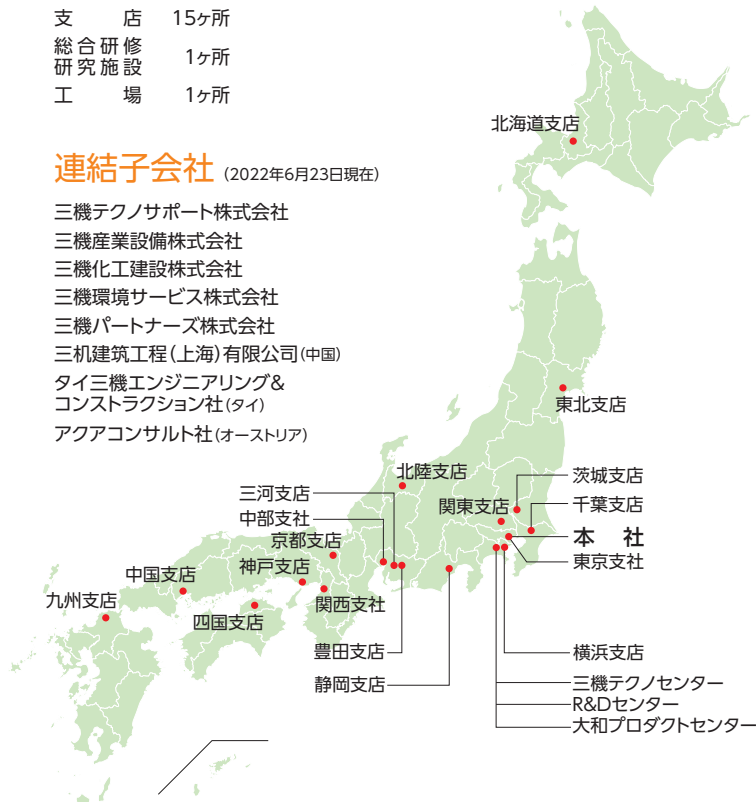 支店 15ヶ所
総合研修
研究施設 1ヶ所
工場 1ヶ所
連結子会社 (2022年6月23日現在)
三機テクノサポート株式会社
三機産業設備株式会社
三機化工建設株式会社
三機環境サービス株式会社
三機パートナーズ株式会社
三机建筑工程(上海)有限公司(中国)
タイ三機エンジニアリング&
コンストラクション社(タイ)
アクアコンサルト社(オーストリア)
北海道支店
東北支店
北陸支店
茨城支店
三河支店
関東支店
千葉支店
中部支社
本社
京都支店
東京支社
神戸支店
中国支店
九州支店
関西支社
四国支店
豊田支店
横浜支店
静岡支店
三機テクノセンター
R&Dセンター
大和プロダクトセンター